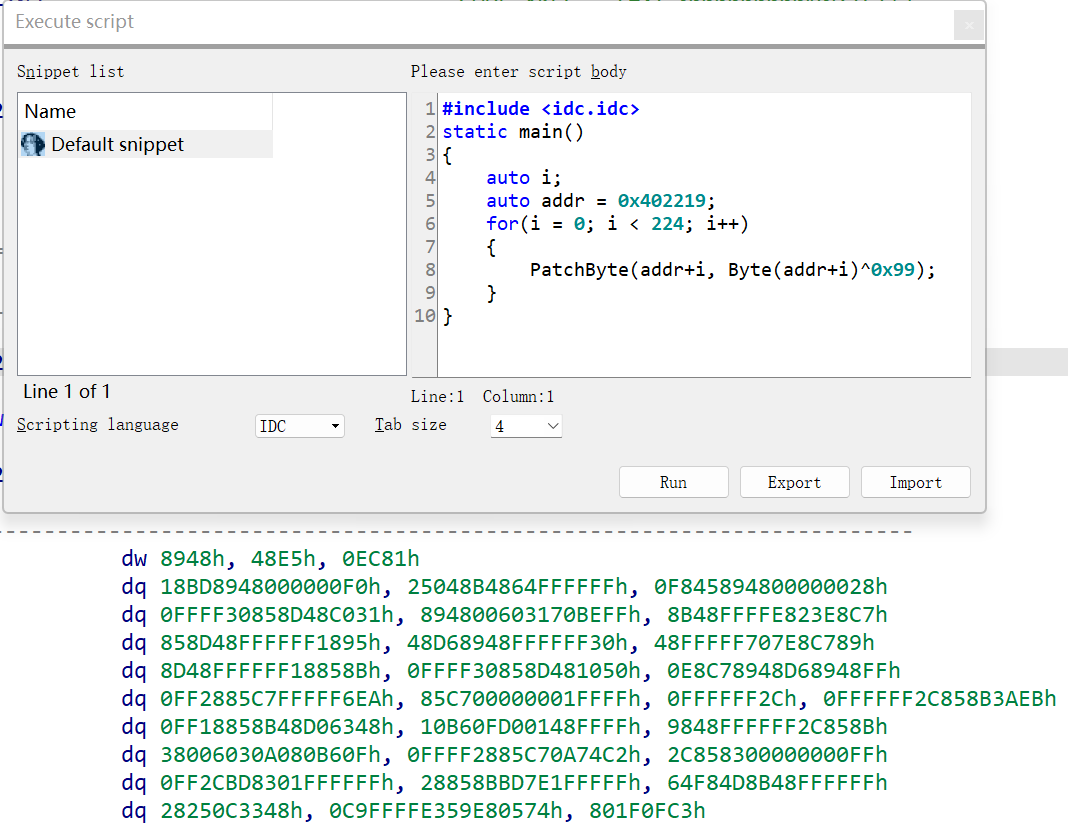 Execute script
Snippet list
Please enter script body
Name
Default snippet
1 #include <idc.idc>
2 static main()
3 {
4     auto i;
5     auto addr = 0x402219;
6     for(i = 0; i < 224; i++)
7     {
8         PatchByte(addr+i, Byte(addr+i)^0x99);
9     }
10 }
Line 1 of 1
Line:1 Column:1
Scripting language
IDC
Tab size
4
Run
Export
Import
dw 8948h, 48E5h, 0EC81h
dq 18BD8948000000F0h, 25048B4864FFFFFFh, 0F845894800000028h
dq 0FFFF30858D48C031h, 894800603170BEFFh, 8B48FFFFFE823E8C7h
dq 858D48FFFFFF1895h, 48D68948FFFFFF30h, 48FFFFF707E8C789h
dq 8D48FFFFFF18858Bh, 0FFFF30858D481050h, 0E8C78948D68948FFh
dq 0FF2885C7FFFFF6EAh, 85C700000001FFFFh, 0FFFFFF2Ch, 0FFFFFF2C858B3AEBh
dq 0FF18858B48D06348h, 10B60FD00148FFFFh, 9848FFFFFF2C858Bh
dq 38006030A080B60Fh, 0FFFF2885C70A74C2h, 2C858300000000FFh
dq 0FF2CBD8301FFFFFFh, 28858BBD7E1FFFFFh, 64F84D8B48FFFFFFh
dq 28250C3348h, 0C9FFFFE359E80574h, 801F0FC3h